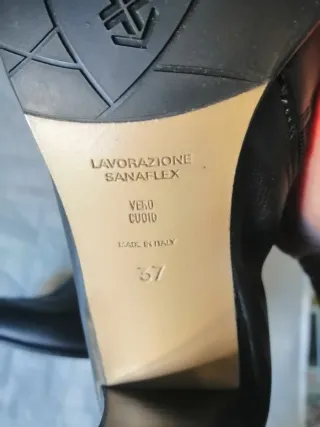 LAVORAZIONE
SANAFLEX
VERO
CUOIO
MADE IN ITALY
37